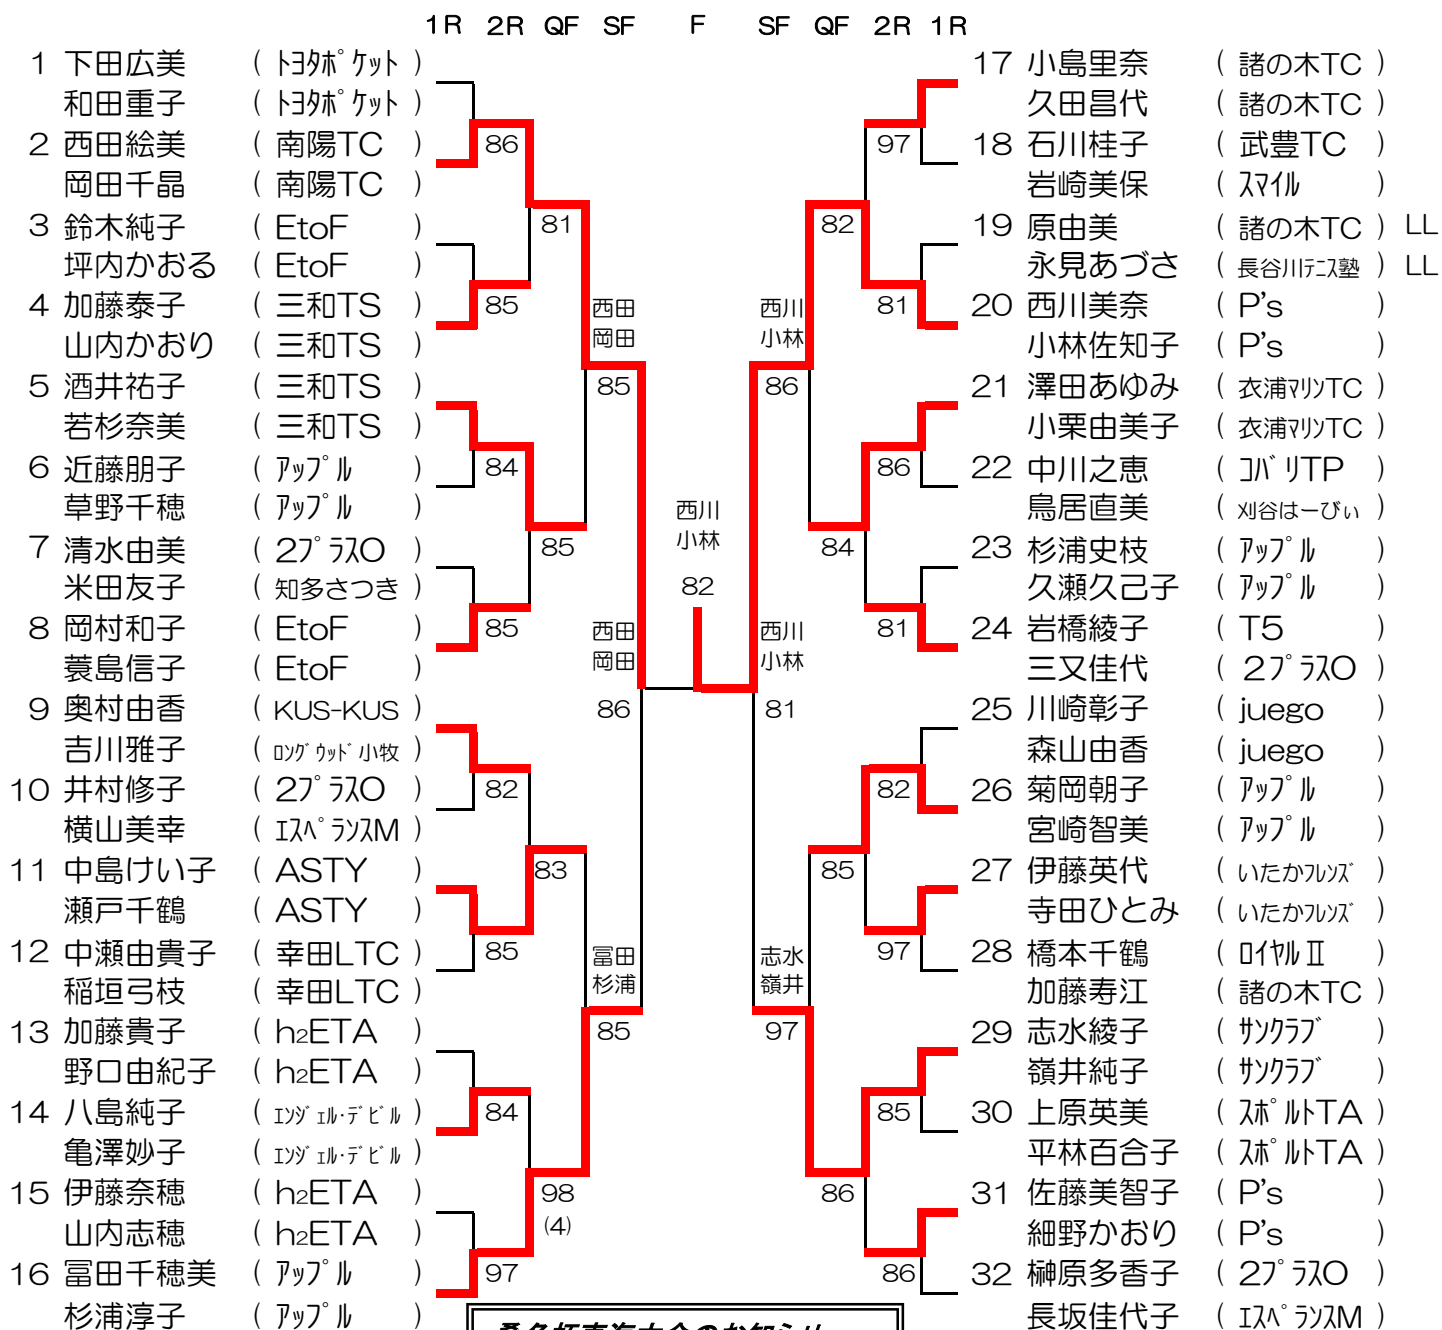 1R 2R QF SF F SF QF 2R 1R
1 下田広美 ( トヨタポケット )
和田重子 ( トヨタポケット )
2 西田絵美 ( 南陽TC )
岡田千晶 ( 南陽TC )
3 鈴木純子 ( EtoF )
坪内かおる ( EtoF )
4 加藤泰子 ( 三和TS )
山内かおり ( 三和TS )
5 酒井祐子 ( 三和TS )
若杉奈美 ( 三和TS )
6 近藤朋子 ( アップル )
草野千穂 ( アップル )
7 清水由美 ( 2プラスO )
米田友子 ( 知多さつき )
8 岡村和子 ( EtoF )
蓑島信子 ( EtoF )
9 奥村由香 ( KUS-KUS )
吉川雅子 ( ロングウッド小牧 )
10 井村修子 ( 2プラスO )
横山美幸 ( エスペランスM )
11 中島けい子 ( ASTY )
瀬戸千鶴 ( ASTY )
12 中瀬由貴子 ( 幸田LTC )
稲垣弓枝 ( 幸田LTC )
13 加藤貴子 ( h2ETA )
野口由紀子 ( h2ETA )
14 八島純子 ( エンジェル・デビル )
亀澤妙子 ( エンジェル・デビル )
15 伊藤奈穂 ( h2ETA )
山内志穂 ( h2ETA )
16 冨田千穂美 ( アップル )
杉浦淳子 ( アップル )
86
85
84
85
82
85
84
97
81
85
83
98
(4)
西田
岡田
85
冨田
杉浦
85
西田
岡田
86
西川
小林
82
西川
小林
81
西川
小林
86
志水
嶺井
97
82
84
85
86
97
81
86
81
82
97
85
86
17 小島里奈 ( 諸の木TC )
久田昌代 ( 諸の木TC )
18 石川桂子 ( 武豊TC )
岩崎美保 ( スマイル )
19 原由美 ( 諸の木TC ) LL
永見あづさ ( 長谷川テニス塾 ) LL
20 西川美奈 ( P's )
小林佐知子 ( P's )
21 澤田あゆみ ( 衣浦マリンTC )
小栗由美子 ( 衣浦マリンTC )
22 中川之恵 ( コバリTP )
鳥居直美 ( 刈谷はーびぃ )
23 杉浦史枝 ( アップル )
久瀬久己子 ( アップル )
24 岩橋綾子 ( T5 )
三又佳代 ( 2プラスO )
25 川崎彰子 ( juego )
森山由香 ( juego )
26 菊岡朝子 ( アップル )
宮崎智美 ( アップル )
27 伊藤英代 ( いたかフレンズ )
寺田ひとみ ( いたかフレンズ )
28 橋本千鶴 ( ロイヤルⅡ )
加藤寿江 ( 諸の木TC )
29 志水綾子 ( サンクラブ )
嶺井純子 ( サンクラブ )
30 上原英美 ( スポルトTA )
平林百合子 ( スポルトTA )
31 佐藤美智子 ( P's )
細野かおり ( P's )
32 榊原多香子 ( 2プラスO )
長坂佳代子 ( エスペランスM )